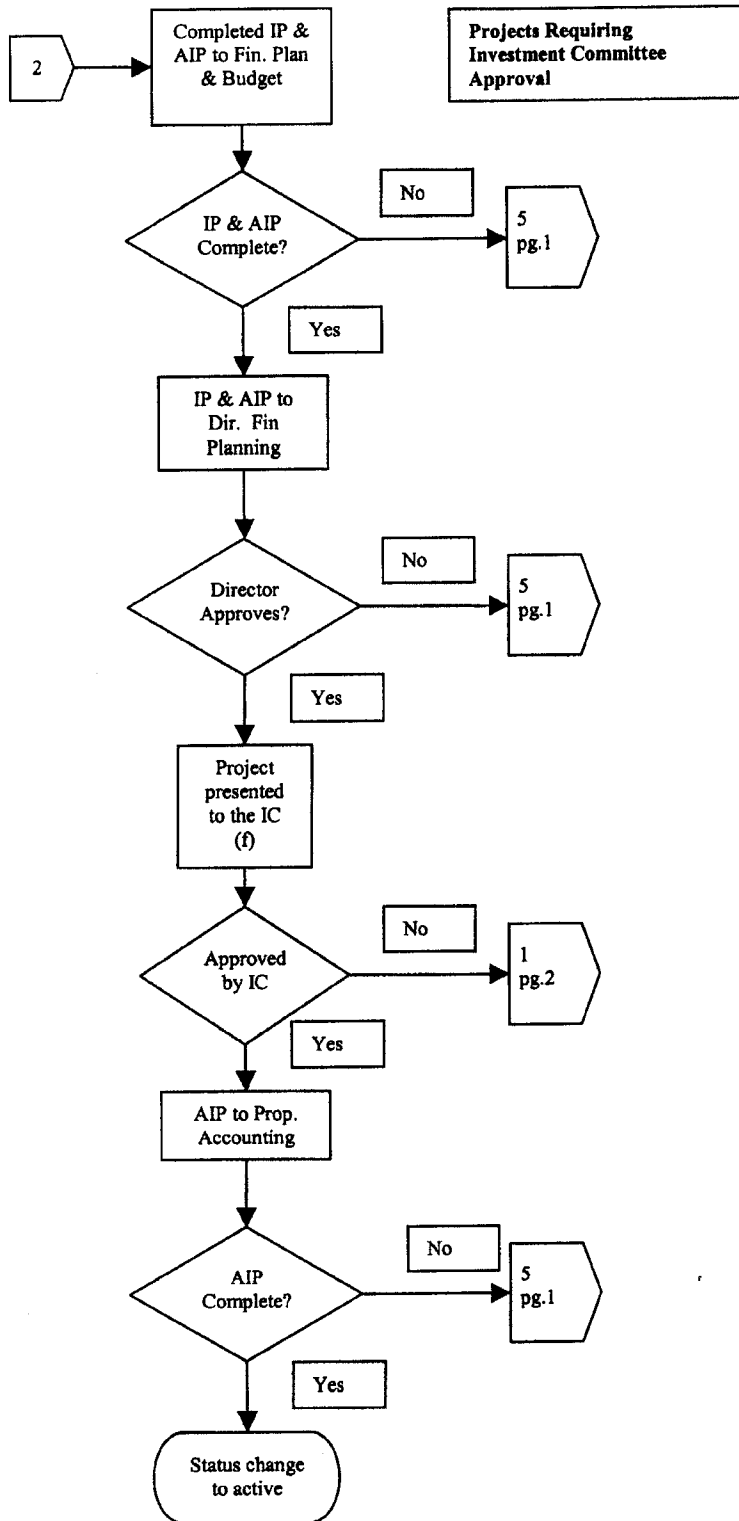 2
Completed IP &
AIP to Fin. Plan
& Budget
Projects Requiring
Investment Committee
Approval
IP & AIP
Complete?
No
5
pg.1
Yes
IP & AIP to
Dir. Fin
Planning
Director
Approves?
No
5
pg.1
Yes
Project
presented
to the IC
(f)
Approved
by IC
No
1
pg.2
Yes
AIP to Prop.
Accounting
AIP
Complete?
No
5
pg.1
Yes
Status change
to active